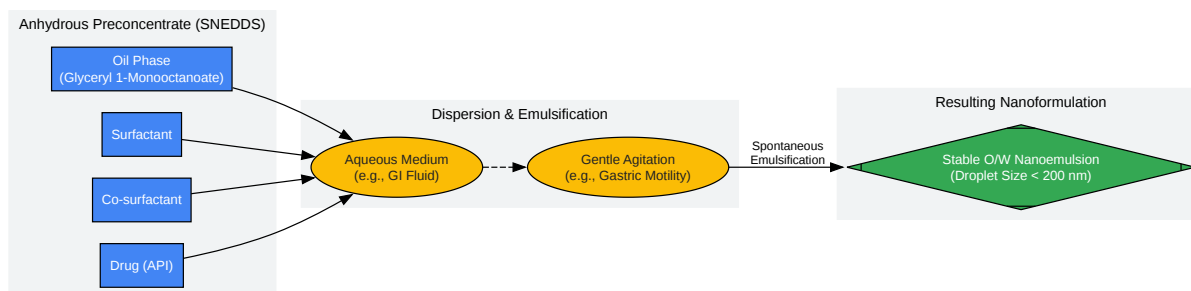 Anhydrous Preconcentrate (SNEDDS)
Oil Phase
(Glyceryl 1-Monooctanoate)
Surfactant
Co-surfactant
Drug (API)
Dispersion & Emulsification
Aqueous Medium
(e.g., GI Fluid)
Gentle Agitation
(e.g., Gastric Motility)
Spontaneous
Emulsification
Resulting Nanoformulation
Stable O/W Nanoemulsion
(Droplet Size < 200 nm)